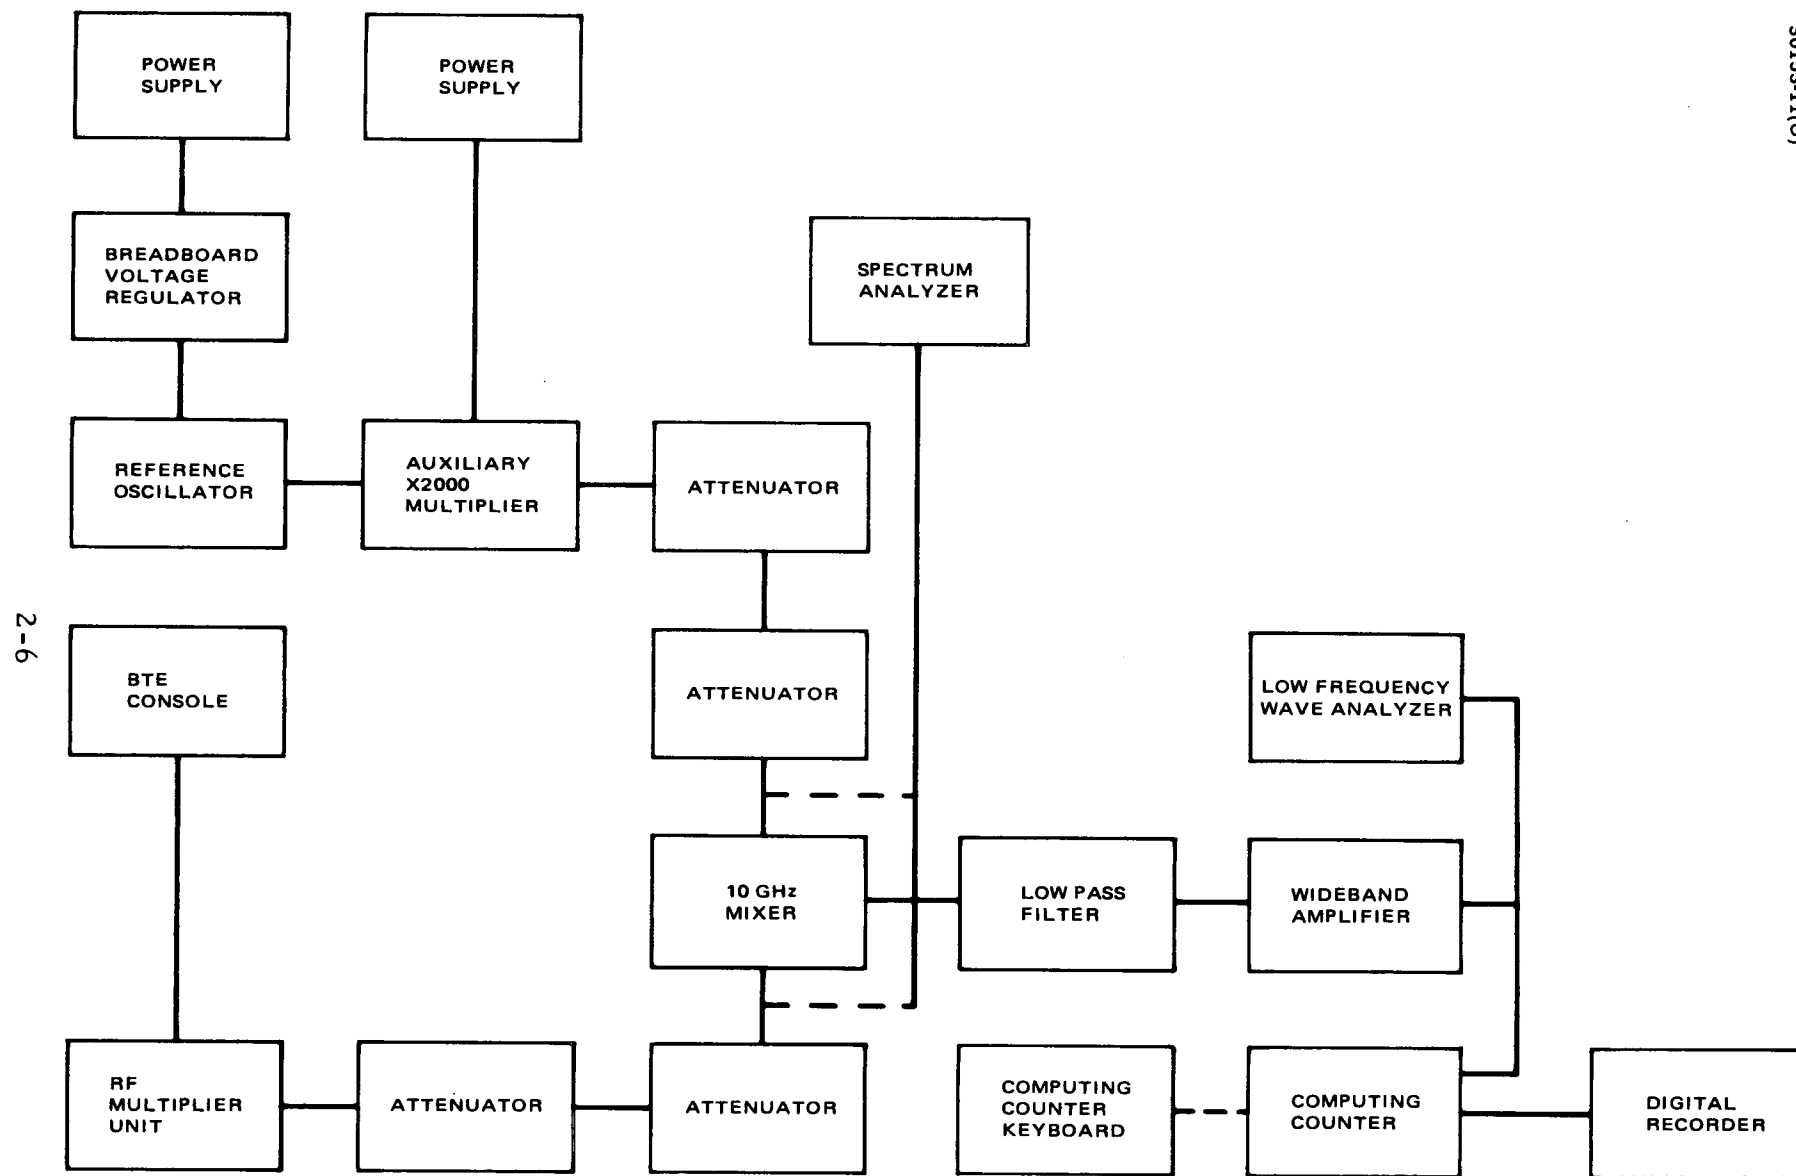 POWER
SUPPLY
POWER
SUPPLY
BREADBOARD
VOLTAGE
REGULATOR
SPECTRUM
ANALYZER
REFERENCE
OSCILLATOR
AUXILIARY
X2000
MULTIPLIER
ATTENUATOR
2-6
BTE
CONSOLE
ATTENUATOR
LOW FREQUENCY
WAVE ANALYZER
10 GHz
MIXER
LOW PASS
FILTER
WIDEBAND
AMPLIFIER
RF
MULTIPLIER
UNIT
ATTENUATOR
ATTENUATOR
COMPUTING
COUNTER
KEYBOARD
COMPUTING
COUNTER
DIGITAL
RECORDER